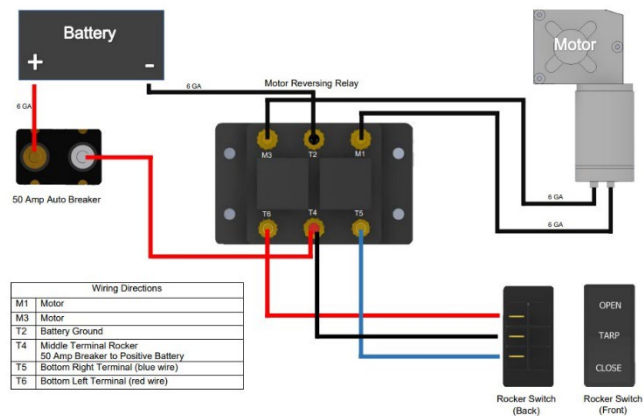 Battery
+ -
6 GA
Motor Reversing Relay
Motor
6 GA
M3 T2 M1
50 Amp Auto Breaker
T6 T4 T5
6 GA
6 GA
Wiring Directions
M1 Motor
M3 Motor
T2 Battery Ground
T4 Middle Terminal Rocker
50 Amp Breaker to Positive Battery
T5 Bottom Right Terminal (blue wire)
T6 Bottom Left Terminal (red wire)
OPEN
TARP
CLOSE
Rocker Switch
(Back)
Rocker Switch
(Front)